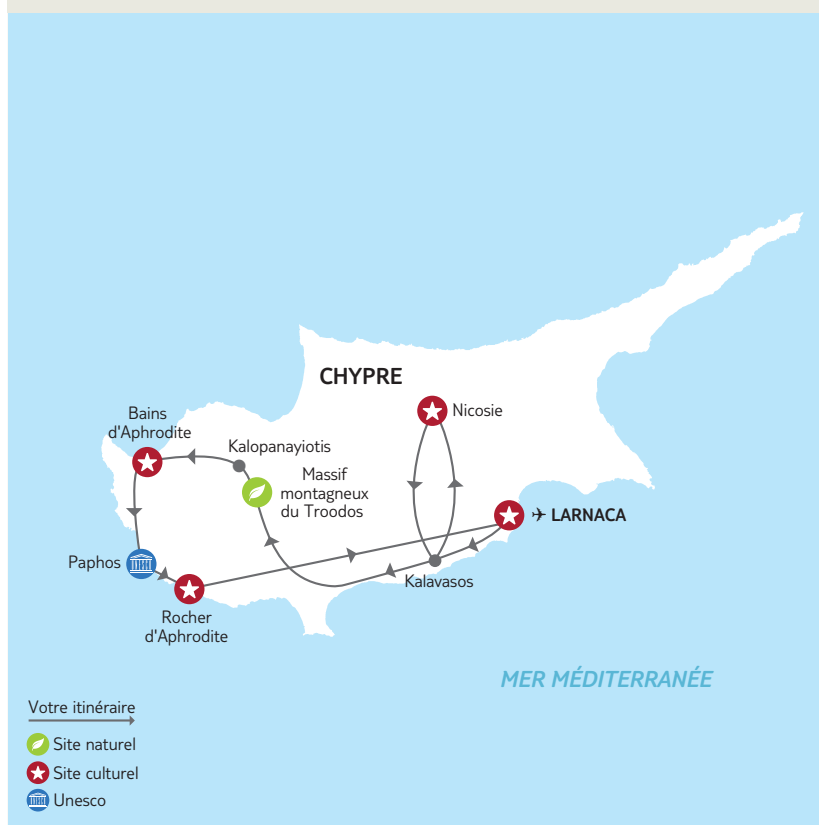 CHYPRE
Nicosie
Bains
d'Aphrodite
Kalopanayiotis
Massif
montagneux
du Troodos
LARNACA
Paphos
Kalavasos
Rocher
d'Aphrodite
MER MÉDITERRANÉE
Votre itinéraire
Site naturel
Site culturel
Unesco